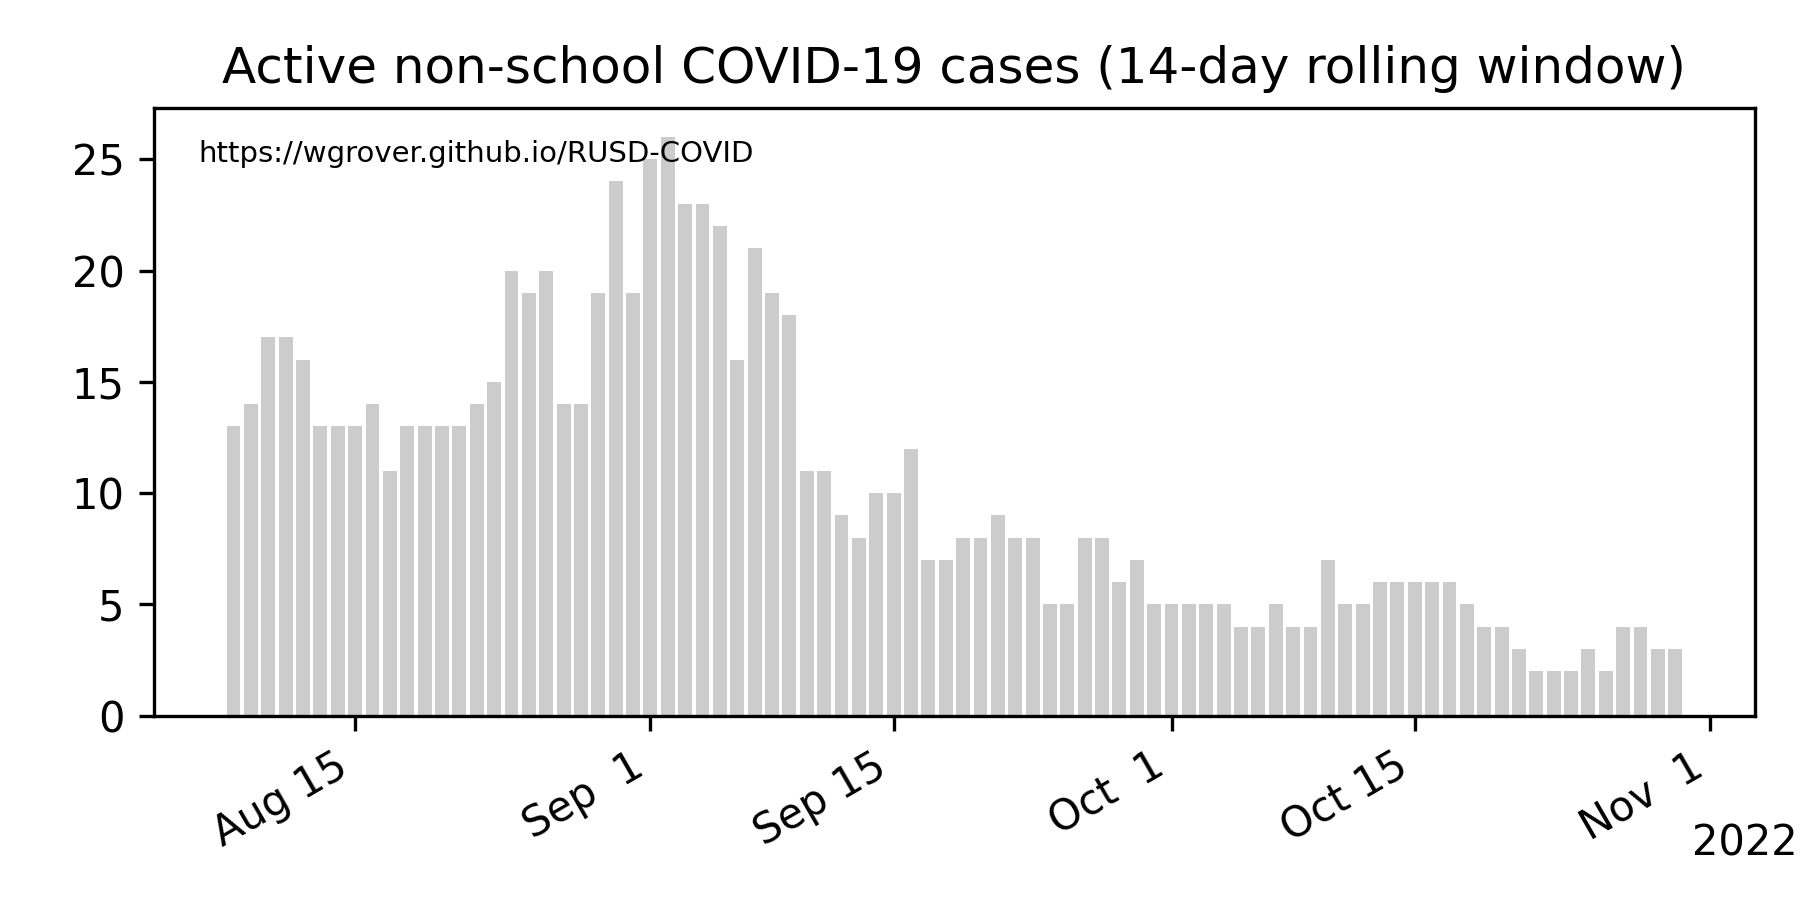 Active non-school COVID-19 cases (14-day rolling window)
https://wgrover.github.io/RUSD-COVID
25
20
15
10
5
0
Aug 15
Sep 1
Sep 15
Oct 1
Oct 15
Nov 1
2022